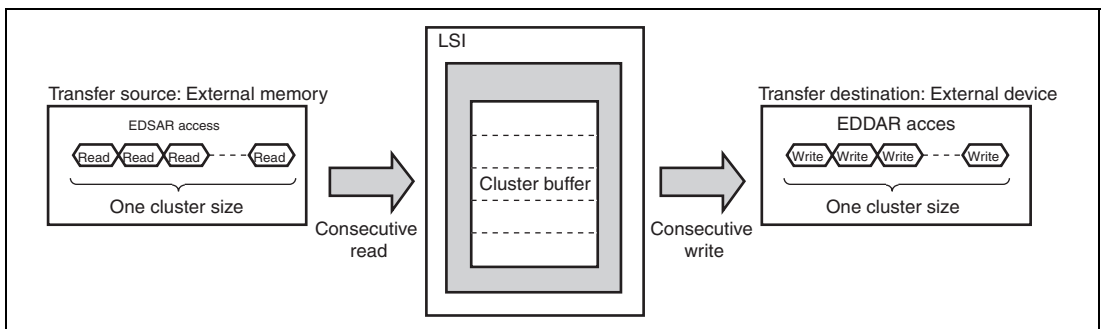 LSI
Transfer source: External memory
EDSAR access
Read Read Read Read
One cluster size
Consecutive
read
Cluster buffer
Consecutive
write
Transfer destination: External device
EDDAR acces
Write Write Write Write
One cluster size